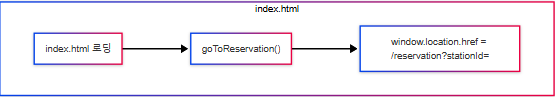 index.html
index.html 로딩
goToReservation()
window.location.href =
/reservation?stationId=